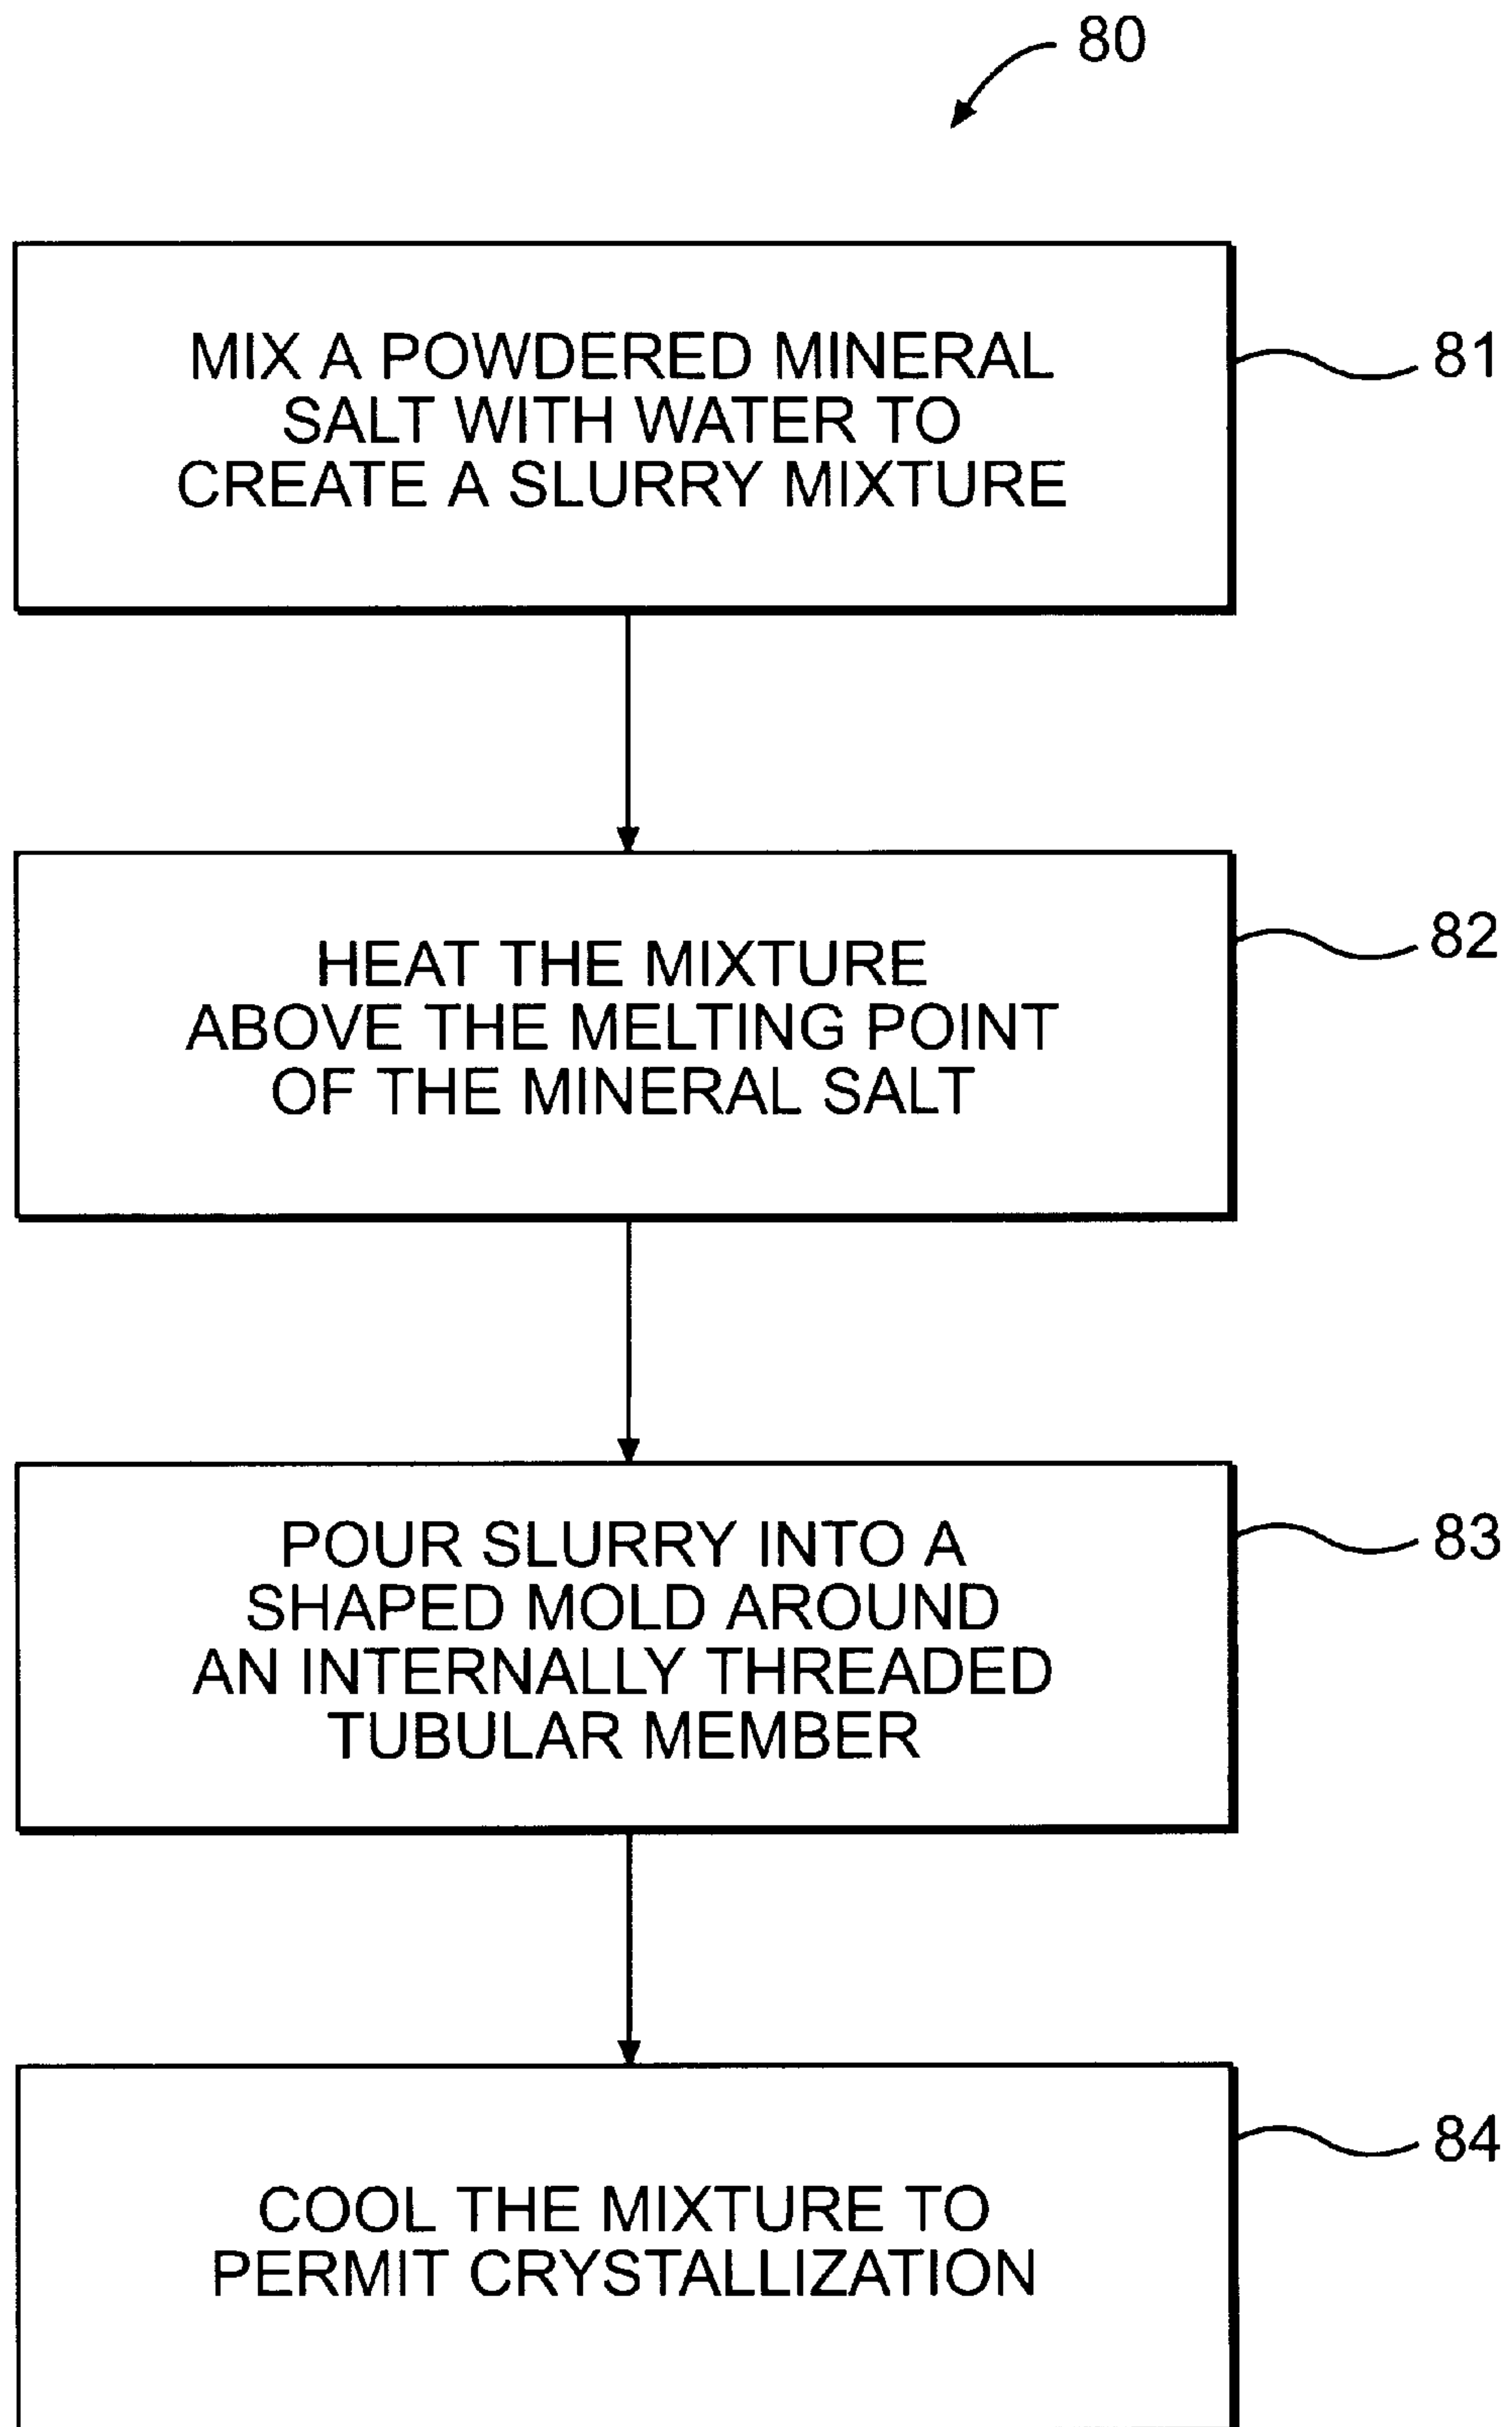 80
MIX A POWDERED MINERAL
SALT WITH WATER TO
CREATE A SLURRY MIXTURE
81
HEAT THE MIXTURE
ABOVE THE MELTING POINT
OF THE MINERAL SALT
82
POUR SLURRY INTO A
SHAPED MOLD AROUND
AN INTERNALLY THREADED
TUBULAR MEMBER
83
COOL THE MIXTURE TO
PERMIT CRYSTALLIZATION
84